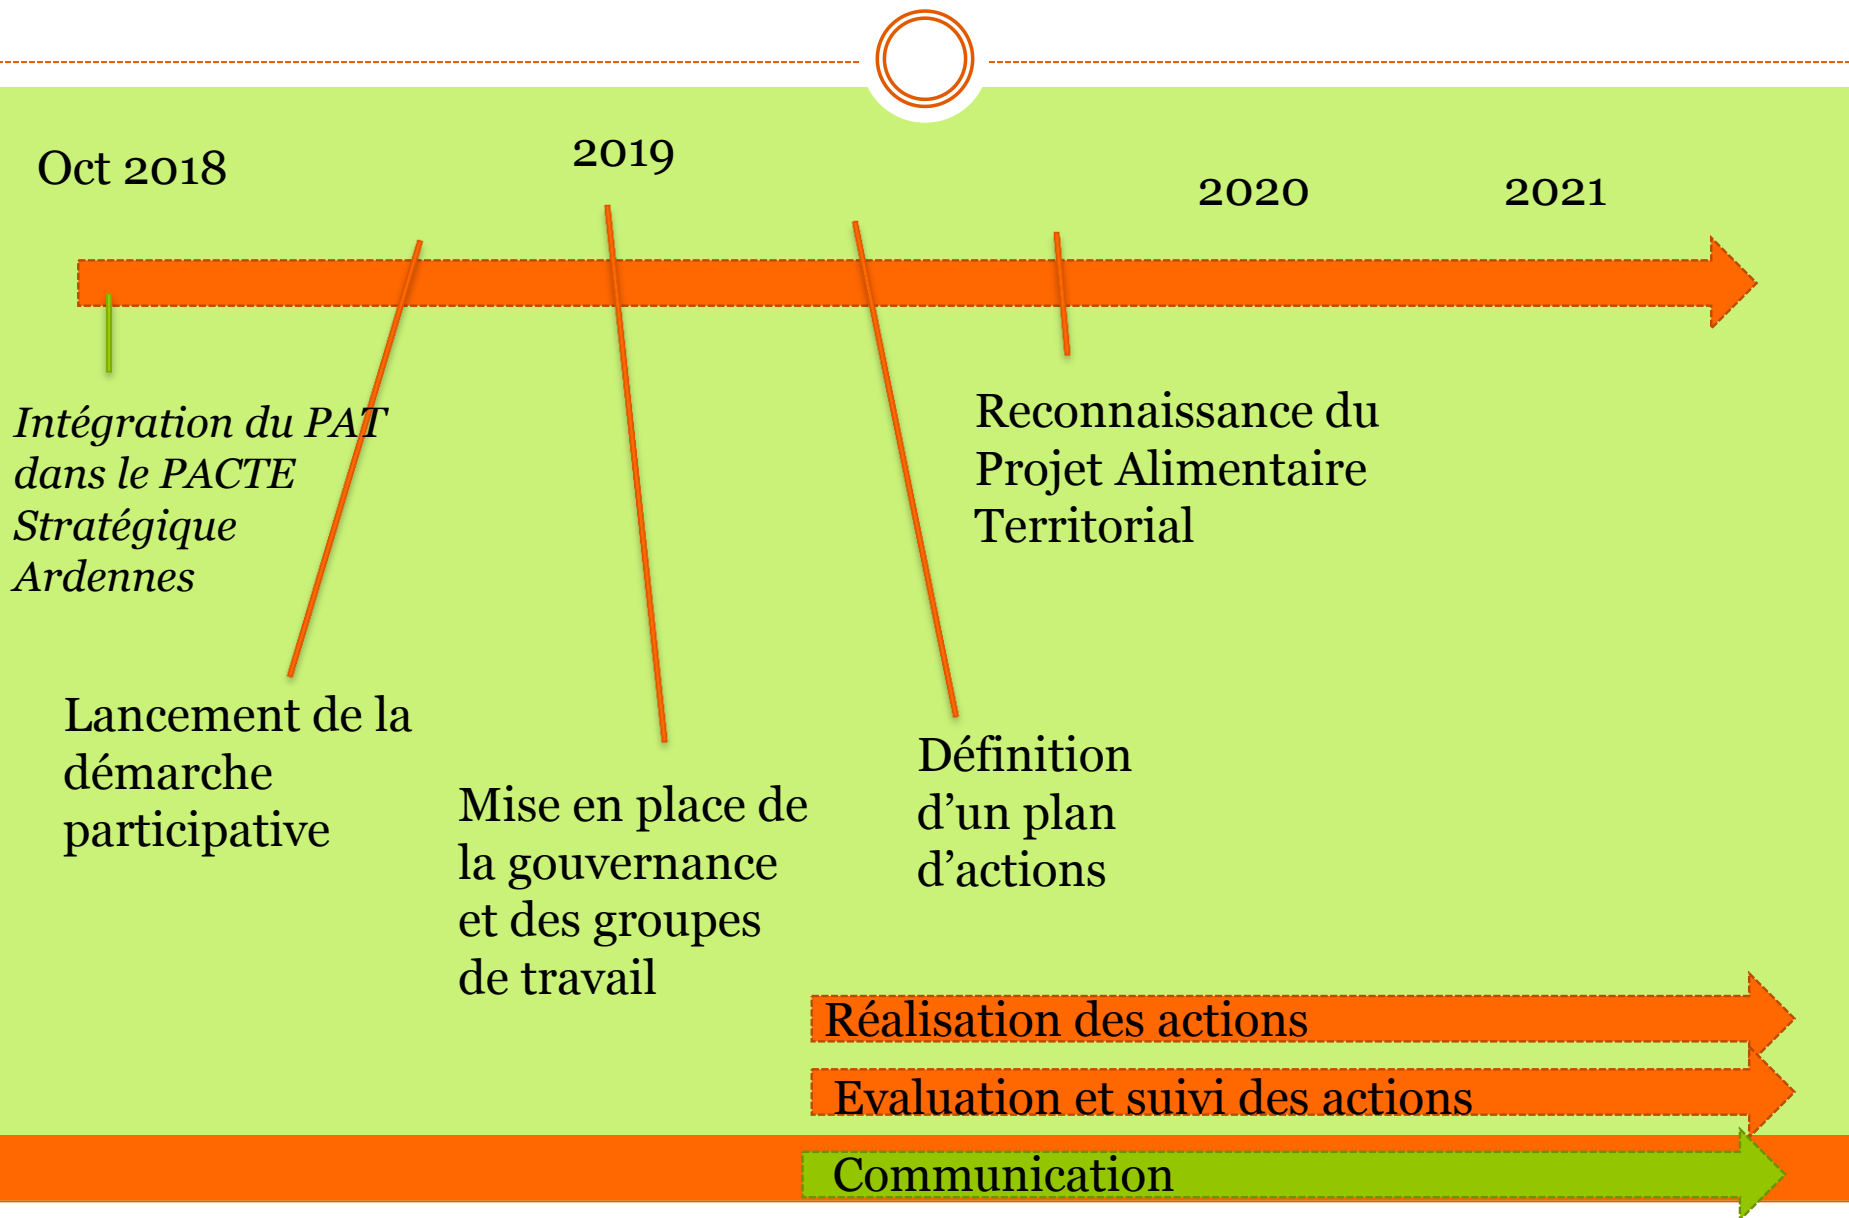 Oct 2018
2019
2020
2021
Intégration du PAT
dans le PACTE
Stratégique
Ardennes
Reconnaissance du
Projet Alimentaire
Territorial
Lancement de la
démarche
participative
Mise en place de
la gouvernance
et des groupes
de travail
Définition
d’un plan
d’actions
Réalisation des actions
Evaluation et suivi des actions
Communication